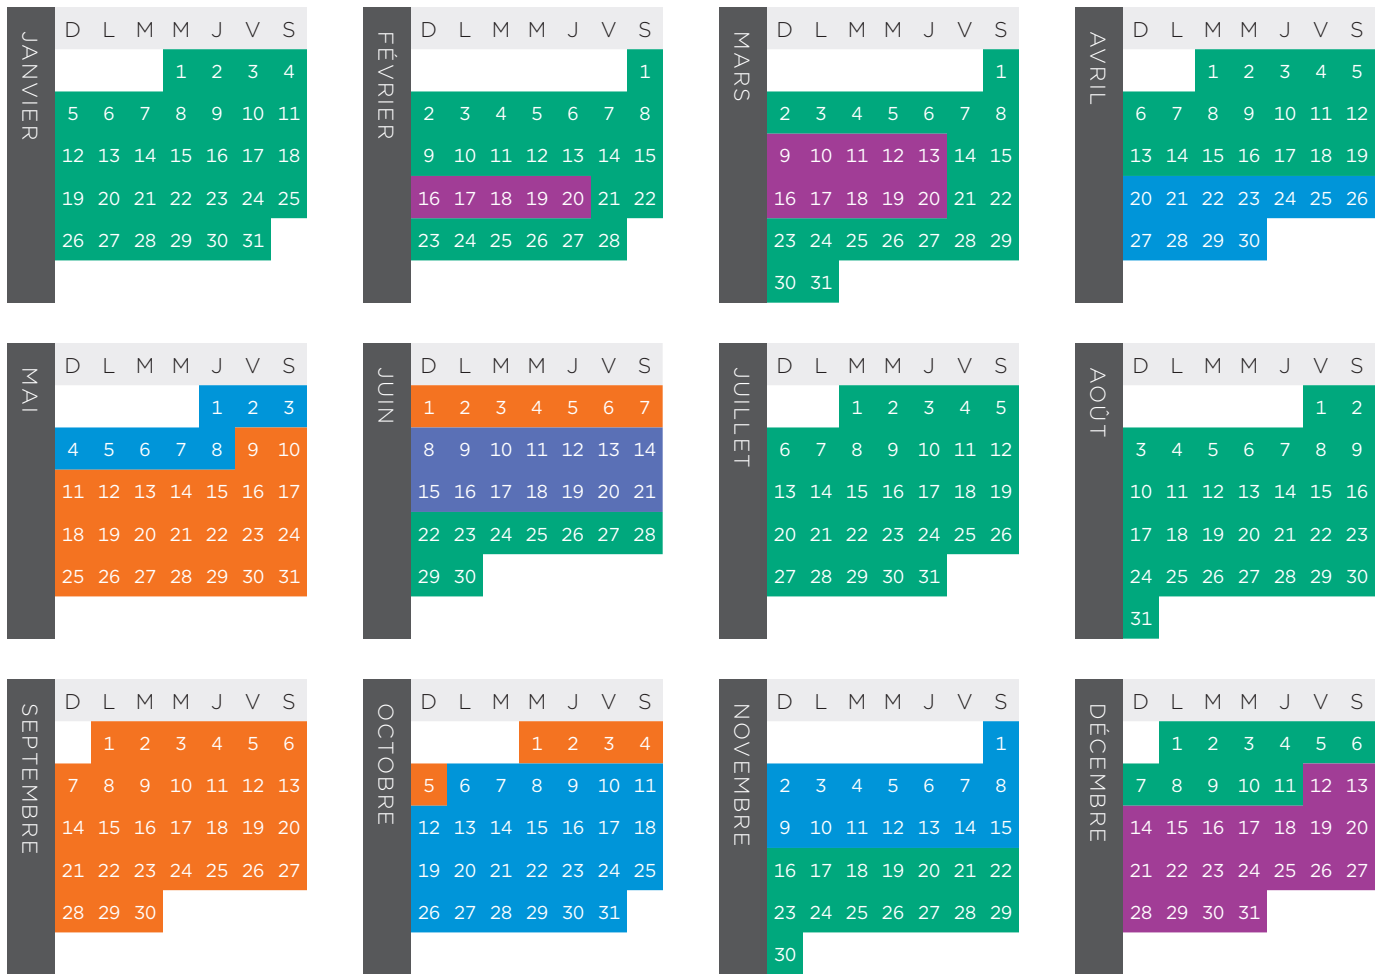 JANVIER
D L M M J V S
1 2 3 4
5 6 7 8 9 10 11
12 13 14 15 16 17 18
19 20 21 22 23 24 25
26 27 28 29 30 31
FÉVRIER
D L M M J V S
1
2 3 4 5 6 7 8
9 10 11 12 13 14 15
16 17 18 19 20 21 22
23 24 25 26 27 28
MARS
D L M M J V S
1
2 3 4 5 6 7 8
9 10 11 12 13 14 15
16 17 18 19 20 21 22
23 24 25 26 27 28 29
30 31
AVRIL
D L M M J V S
1 2 3 4 5
6 7 8 9 10 11 12
13 14 15 16 17 18 19
20 21 22 23 24 25 26
27 28 29 30
MAI
D L M M J V S
1 2 3
4 5 6 7 8 9 10
11 12 13 14 15 16 17
18 19 20 21 22 23 24
25 26 27 28 29 30 31
JUIN
D L M M J V S
1 2 3 4 5 6 7
8 9 10 11 12 13 14
15 16 17 18 19 20 21
22 23 24 25 26 27 28
29 30
JUILLET
D L M M J V S
1 2 3 4 5
6 7 8 9 10 11 12
13 14 15 16 17 18 19
20 21 22 23 24 25 26
27 28 29 30 31
AOÛT
D L M M J V S
1 2
3 4 5 6 7 8 9
10 11 12 13 14 15 16
17 18 19 20 21 22 23
24 25 26 27 28 29 30
31
SEPTEMBRE
D L M M J V S
1 2 3 4 5 6
7 8 9 10 11 12 13
14 15 16 17 18 19 20
21 22 23 24 25 26 27
28 29 30
OCTOBRE
D L M M J V S
1 2 3 4
5 6 7 8 9 10 11
12 13 14 15 16 17 18
19 20 21 22 23 24 25
26 27 28 29 30 31
NOVEMBRE
D L M M J V S
1
2 3 4 5 6 7 8
9 10 11 12 13 14 15
16 17 18 19 20 21 22
23 24 25 26 27 28 29
30
DÉCEMBRE
D L M M J V S
1 2 3 4 5 6
7 8 9 10 11 12 13
14 15 16 17 18 19 20
21 22 23 24 25 26 27
28 29 30 31